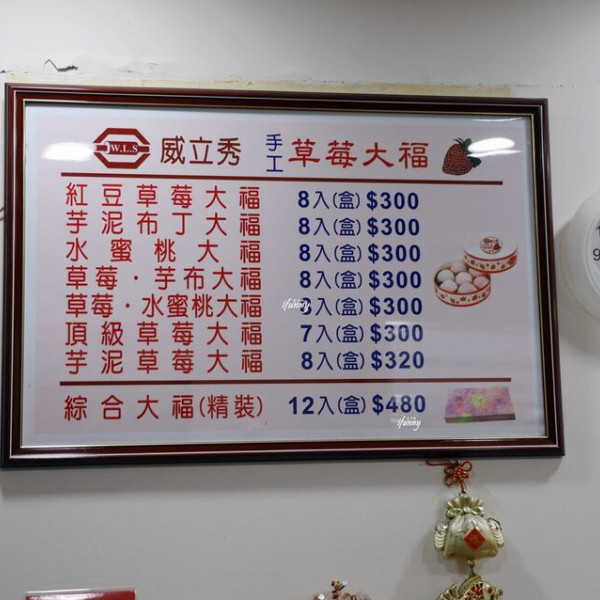 W.L.S 威立秀 手工 草莓大福
紅豆草莓大福 8入(盒) $300
芋泥布丁大福 8入(盒) $300
水蜜桃大福 8入(盒) $300
草莓·芋布大福 8入(盒) $300
草莓·水蜜桃大福 入(盒) $300
ifunny
頂級草莓大福 7入(盒) $300
芋泥草莓大福 8入(盒) $320
綜合大福(精裝) 12入(盒) $480
ifunny